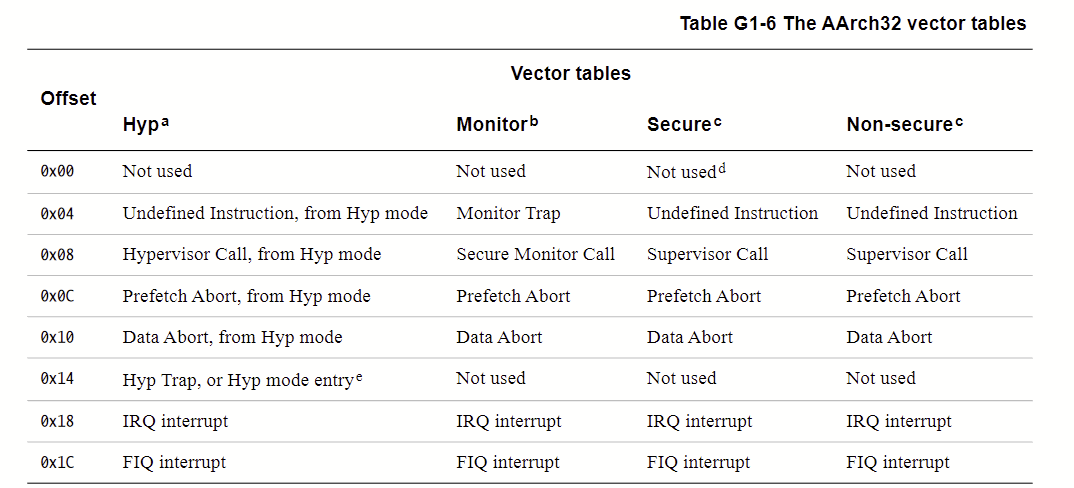 Table G1-6 The AArch32 vector tables
Vector tables
Offset
Hyp a Monitor b Secure c Non-secure c
0x00 Not used Not used Not used d Not used
0x04 Undefined Instruction, from Hyp mode Monitor Trap Undefined Instruction Undefined Instruction
0x08 Hypervisor Call, from Hyp mode Secure Monitor Call Supervisor Call Supervisor Call
0x0C Prefetch Abort, from Hyp mode Prefetch Abort Prefetch Abort Prefetch Abort
0x10 Data Abort, from Hyp mode Data Abort Data Abort Data Abort
0x14 Hyp Trap, or Hyp mode entry e Not used Not used Not used
0x18 IRQ interrupt IRQ interrupt IRQ interrupt IRQ interrupt
0x1C FIQ interrupt FIQ interrupt FIQ interrupt FIQ interrupt